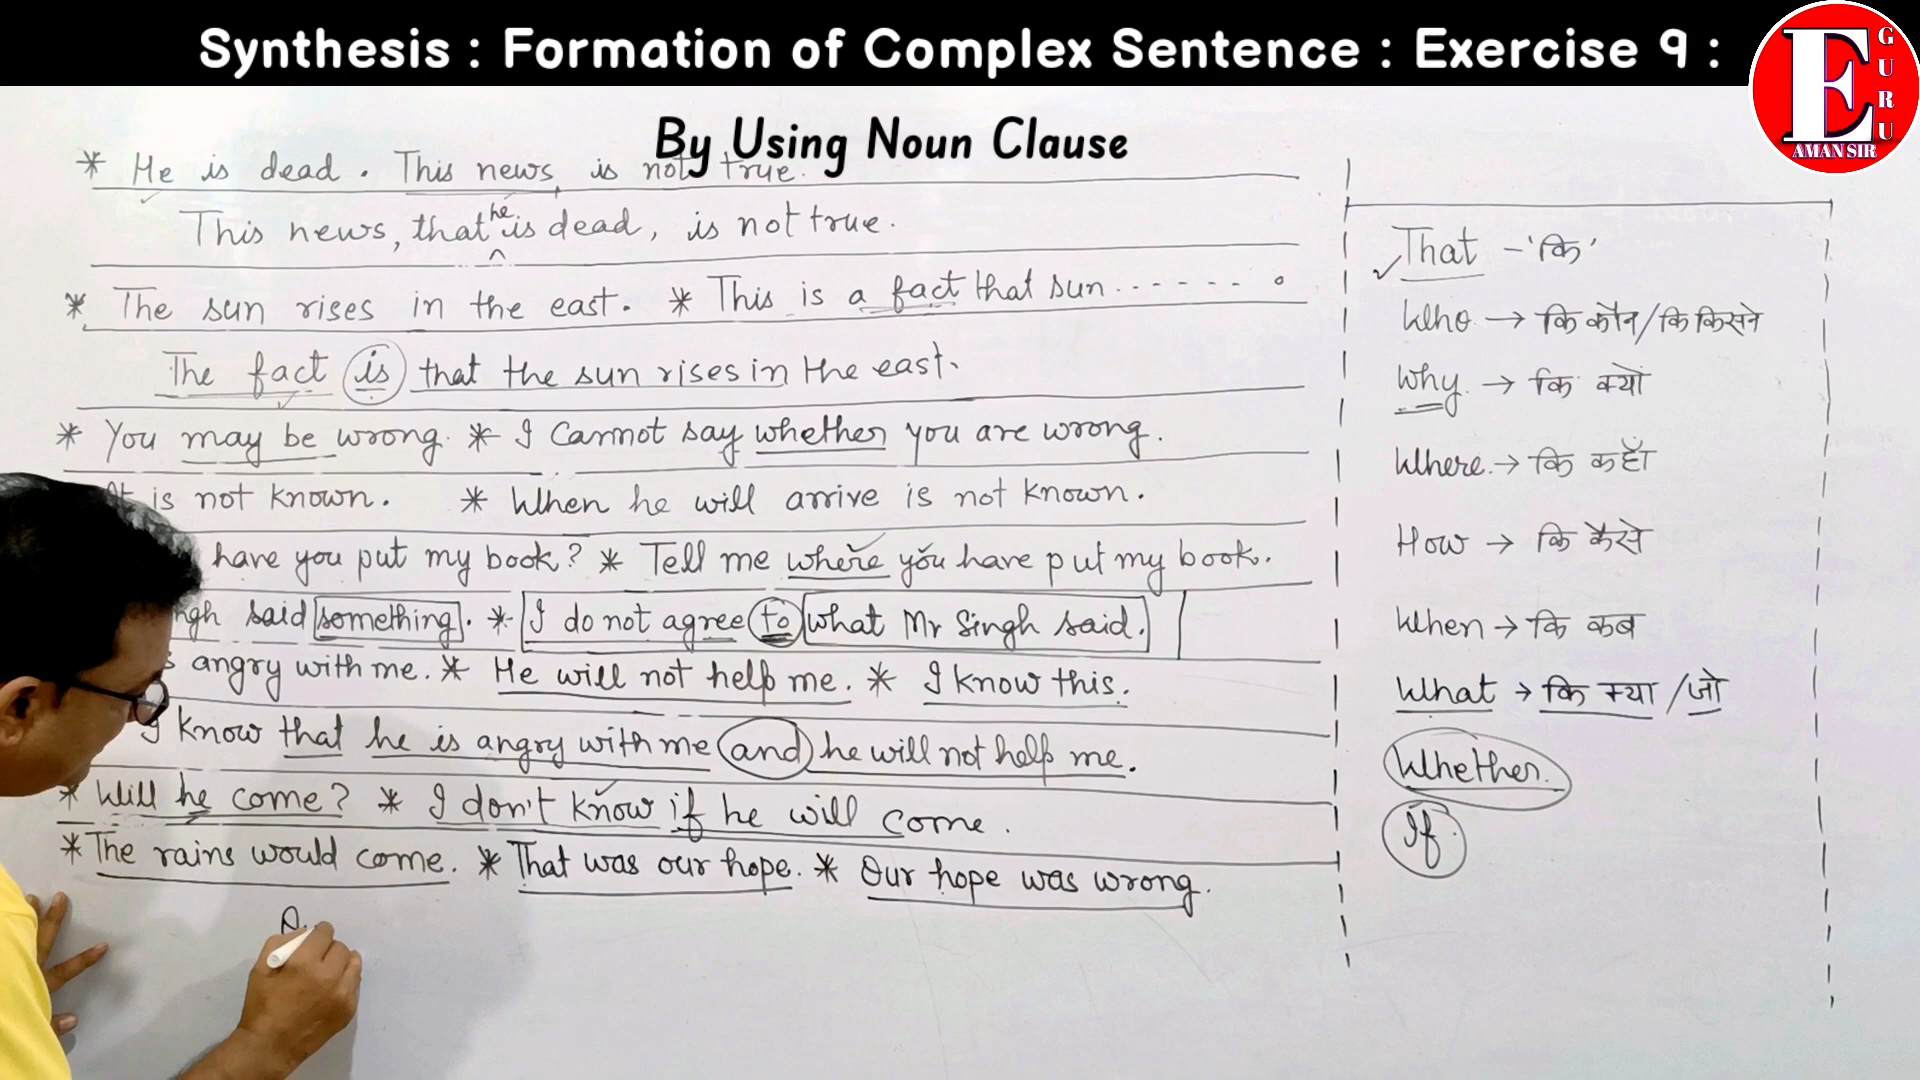 Synthesis : Formation of Complex Sentence : Exercise 9 :
E GURU
AMAN SIR
By Using Noun Clause
* He is dead. This news, is not true.
This news, that he is dead, is not true.
* The sun rises in the east. * This is a fact that sun .......
The fact is that the sun rises in the east.
* You may be wrong. * I cannot say whether you are wrong.
is not known. * When he will arrive is not known.
have you put my book? * Tell me where you have put my book.
ngh said something. * I do not agree to what Mr Singh said.
angry with me. * He will not help me. * I know this.
I know that he is angry with me and he will not help me.
* Will he come? * I don't know if he will come.
* The rains would come. * That was our hope. * Our hope was wrong.
That - 'कि'
Who → कि कौन/कि किसने
Why → कि क्यों
Where → कि कहाँ
How → कि कैसे
When → कि कब
What → कि क्या /जो
Whether.
If